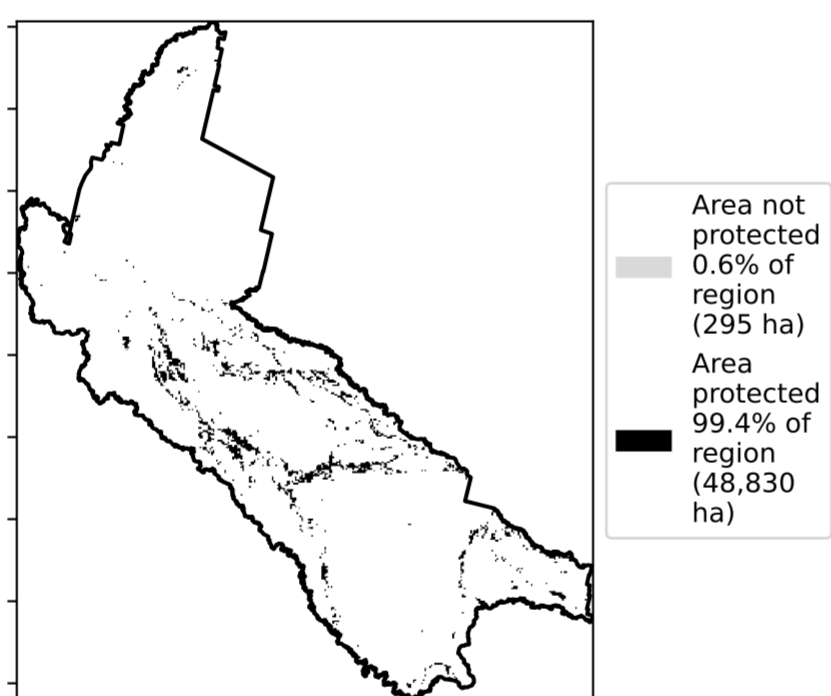 Area not
protected
0.6% of
region
(295 ha)
Area
protected
99.4% of
region
(48,830
ha)